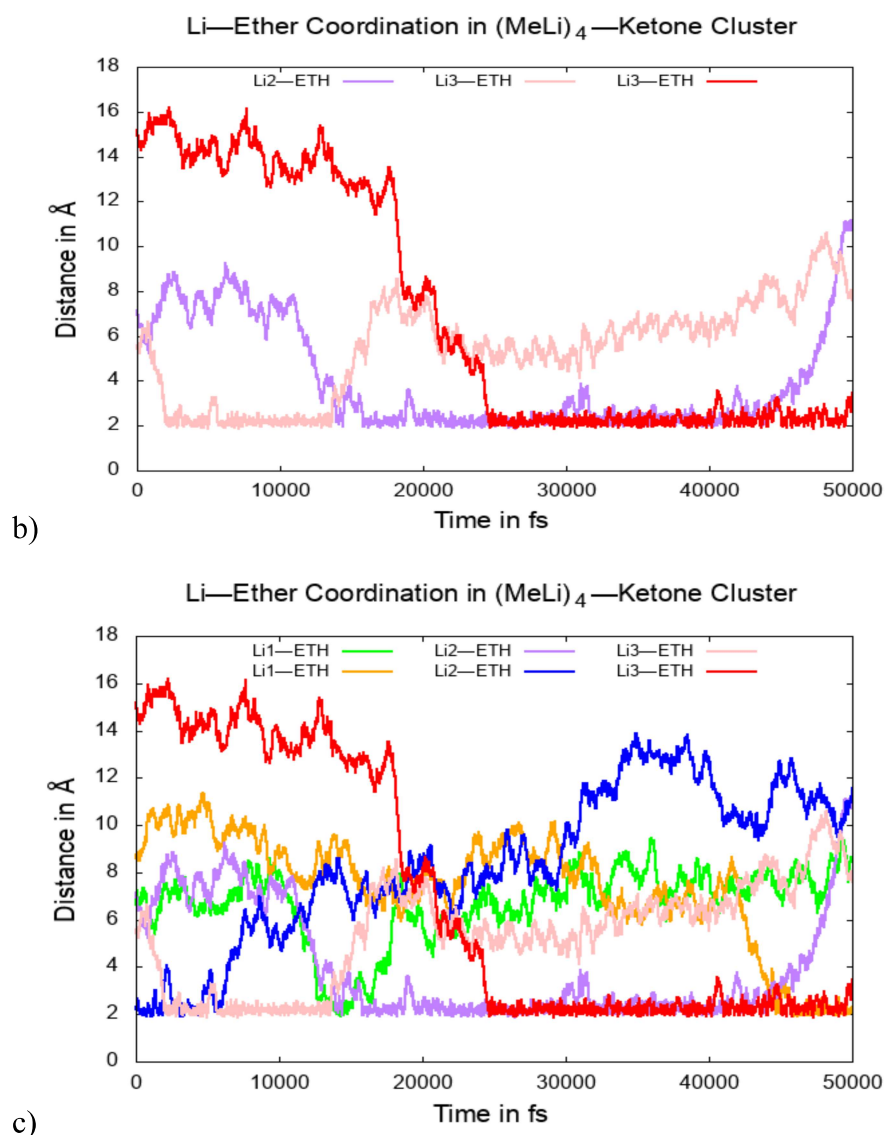 Li—Ether Coordination in (MeLi)4—Ketone Cluster
18
Li2—ETH Li3—ETH Li3—ETH
16
14
12
10
8
6
4
2
0
Distance in Å
0 10000 20000 30000 40000 50000
Time in fs
b)
Li—Ether Coordination in (MeLi)4—Ketone Cluster
18
Li1—ETH Li2—ETH Li3—ETH
Li1—ETH Li2—ETH Li3—ETH
16
14
12
10
8
6
4
2
0
Distance in Å
0 10000 20000 30000 40000 50000
Time in fs
c)